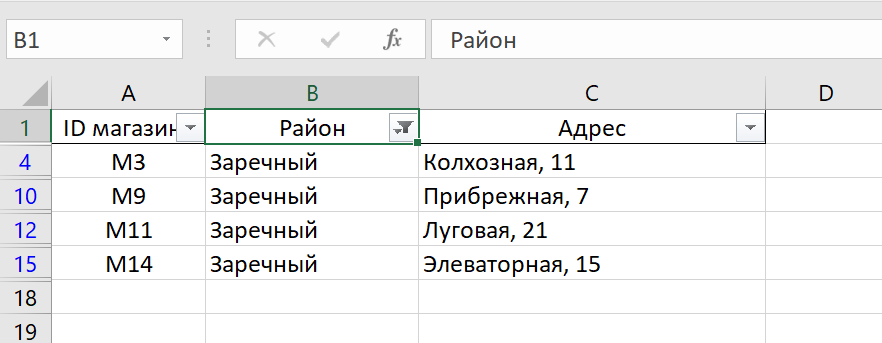 B1 fx Район
A B C D
1 ID магазин Район Адрес
4 M3 Заречный Колхозная, 11
10 M9 Заречный Прибрежная, 7
12 M11 Заречный Луговая, 21
15 M14 Заречный Элеваторная, 15
18
19